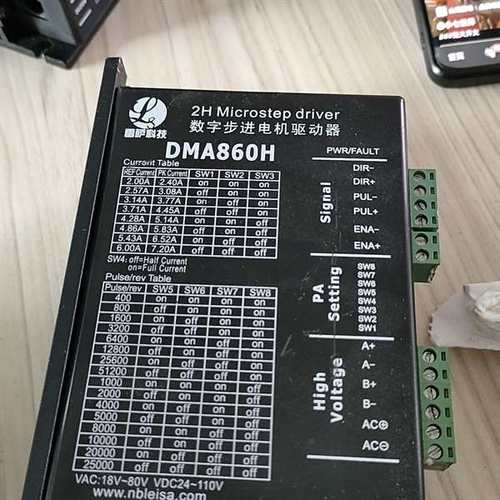 雷萨科技
2H Microstep driver
数字步进电机驱动器
DMA860H
Current Table
REF Current PK Current SW1 SW2 SW3
2.00A 2.40A on on on
2.57A 3.08A off on on
3.14A 3.77A on off on
3.71A 4.45A off off on
4.28A 5.14A on on off
4.86A 5.83A off on off
5.43A 6.52A on off off
6.00A 7.20A off off off
SW4: off=Half Current
on=Full Current
Pulse/rev Table
Pulse/rev SW5 SW6 SW7 SW8
400 on on on on
800 off on on on
1600 on off on on
3200 off off on on
6400 on on off on
12800 off on off on
25600 on off off on
51200 off off off on
1000 on on on off
2000 off on on off
4000 on off on off
5000 off off on off
8000 on on off off
10000 off on off off
20000 on off off off
25000 off off off off
VAC:18V~80V VDC24~110V
www.nbleisa.com
PWR/FAULT
Signal
DIR-
DIR+
PUL-
PUL+
ENA-
ENA+
PA Setting
SW8
SW7
SW6
SW5
SW4
SW3
SW2
SW1
High Voltage
A+
A-
B+
B-
AC⊕
AC⊖